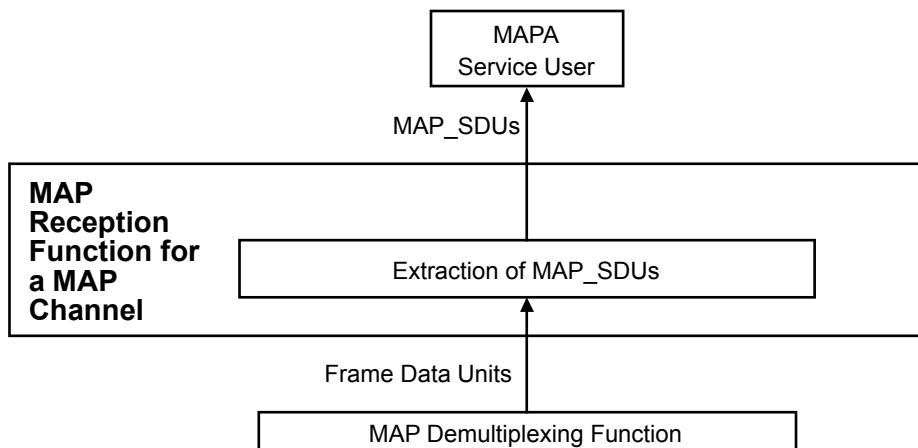 MAPA
Service User
MAP_SDUs
MAP
Reception
Function for
a MAP
Channel
Extraction of MAP_SDUs
Frame Data Units
MAP Demultiplexing Function